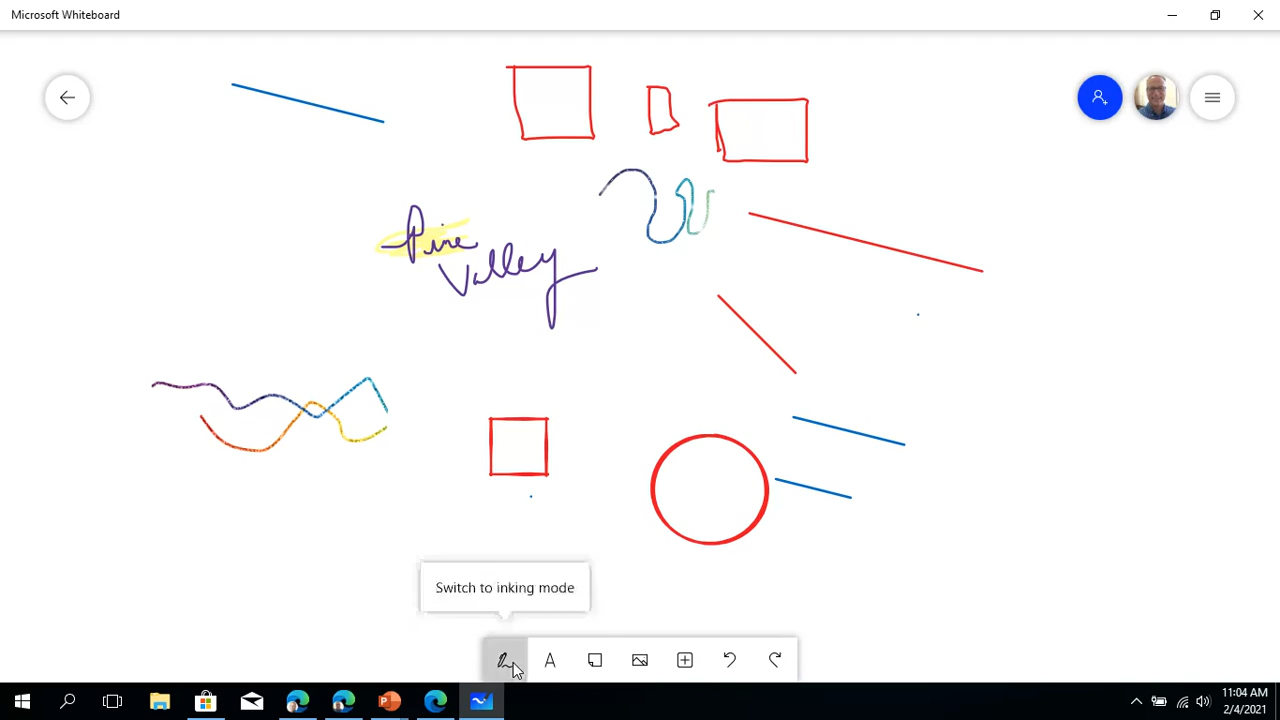 Microsoft Whiteboard
Pine
Valley
Switch to inking mode
A
11:04 AM
2/4/2021